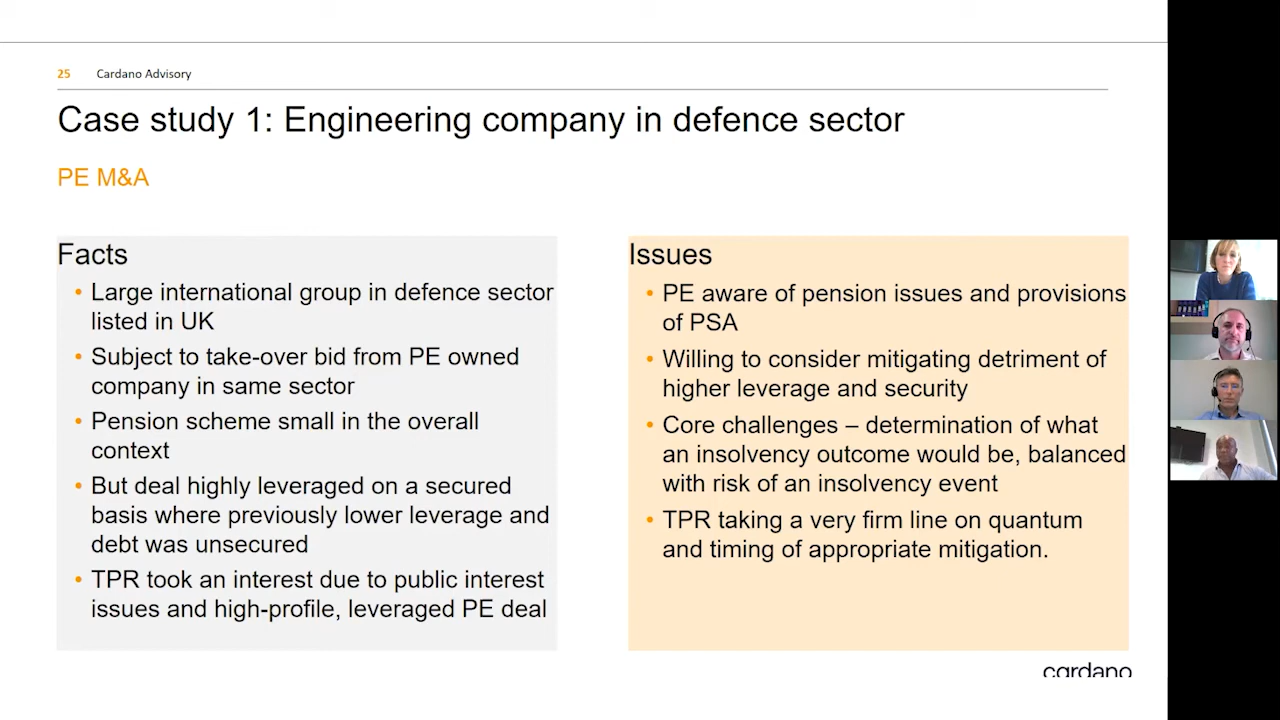 25 Cardano Advisory
Case study 1: Engineering company in defence sector
PE M&A
Facts
• Large international group in defence sector
listed in UK
• Subject to take-over bid from PE owned
company in same sector
• Pension scheme small in the overall
context
• But deal highly leveraged on a secured
basis where previously lower leverage and
debt was unsecured
• TPR took an interest due to public interest
issues and high-profile, leveraged PE deal
Issues
• PE aware of pension issues and provisions
of PSA
• Willing to consider mitigating detriment of
higher leverage and security
• Core challenges – determination of what
an insolvency outcome would be, balanced
with risk of an insolvency event
• TPR taking a very firm line on quantum
and timing of appropriate mitigation.
cardano